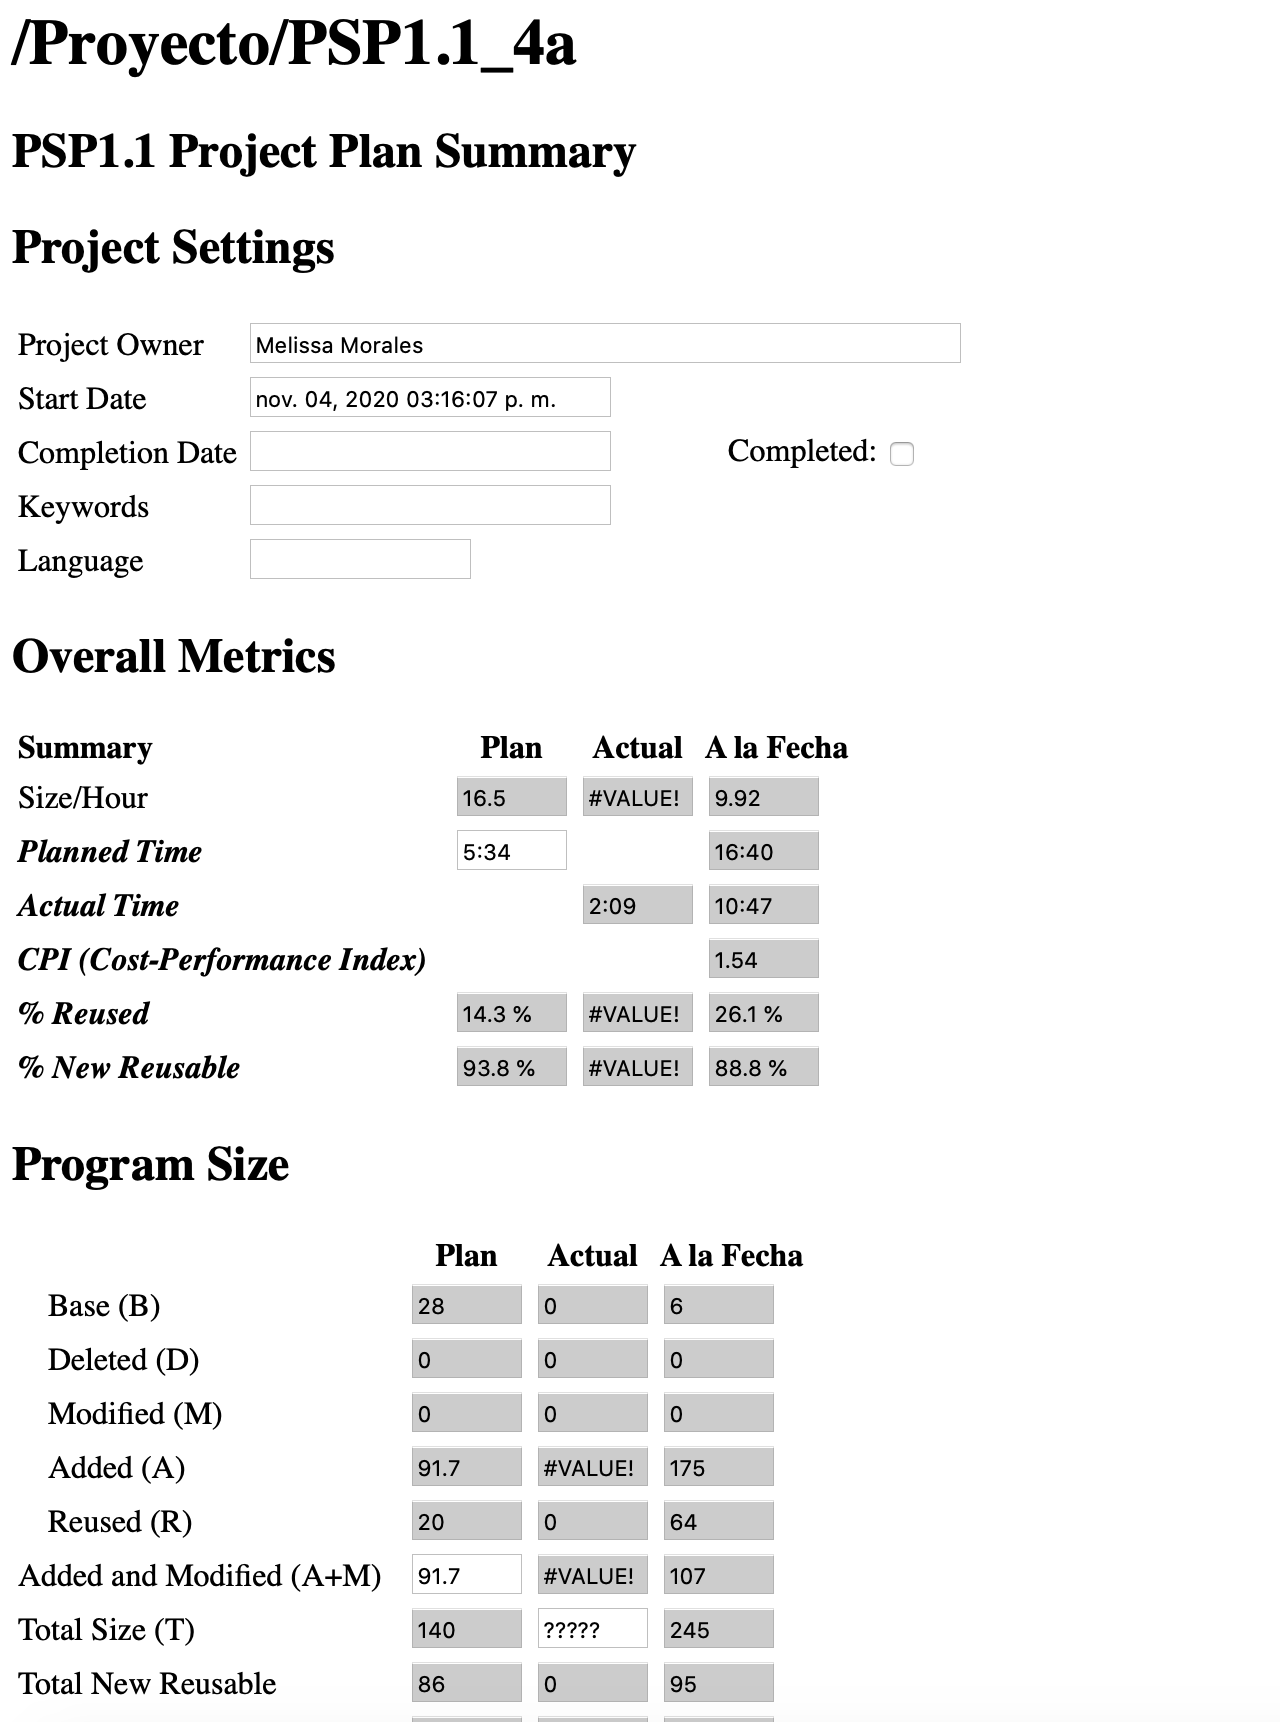 /Proyecto/PSP1.1_4a
PSP1.1 Project Plan Summary
Project Settings
Project Owner Melissa Morales
Start Date nov. 04, 2020 03:16:07 p. m.
Completion Date Completed:
Keywords
Language
Overall Metrics
Summary Plan Actual A la Fecha
Size/Hour 16.5 #VALUE! 9.92
Planned Time 5:34 16:40
Actual Time 2:09 10:47
CPI (Cost-Performance Index) 1.54
% Reused 14.3 % #VALUE! 26.1 %
% New Reusable 93.8 % #VALUE! 88.8 %
Program Size
Plan Actual A la Fecha
Base (B) 28 0 6
Deleted (D) 0 0 0
Modified (M) 0 0 0
Added (A) 91.7 #VALUE! 175
Reused (R) 20 0 64
Added and Modified (A+M) 91.7 #VALUE! 107
Total Size (T) 140 ????? 245
Total New Reusable 86 0 95